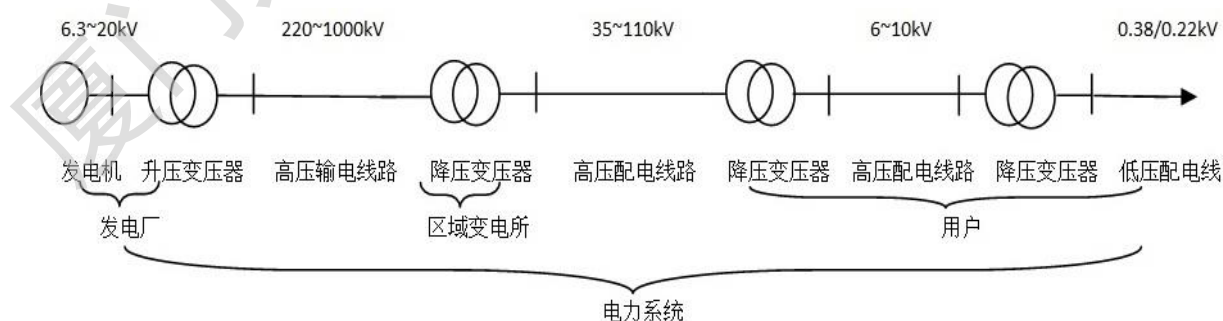 6.3~20kV 220~1000kV 35~110kV 6~10kV 0.38/0.22kV
发电机 升压变压器 高压输电线路 降压变压器 高压配电线路 降压变压器 高压配电线路 降压变压器 低压配电线
发电厂 区域变电所 用户
电力系统
厦门